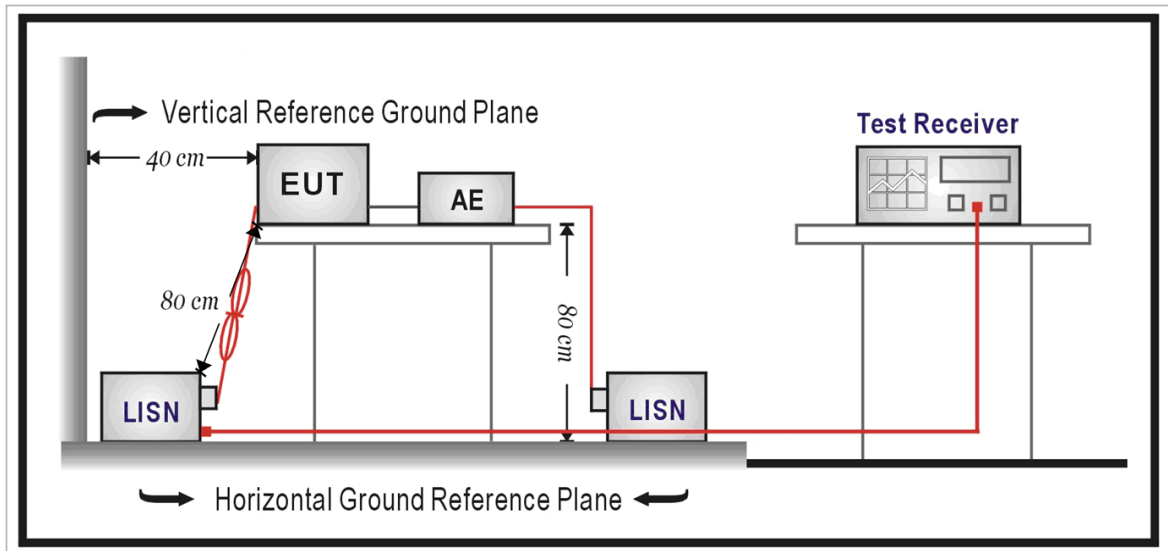 Vertical Reference Ground Plane
Test Receiver
40 cm
EUT
AE
80 cm
80 cm
LISN
LISN
Horizontal Ground Reference Plane